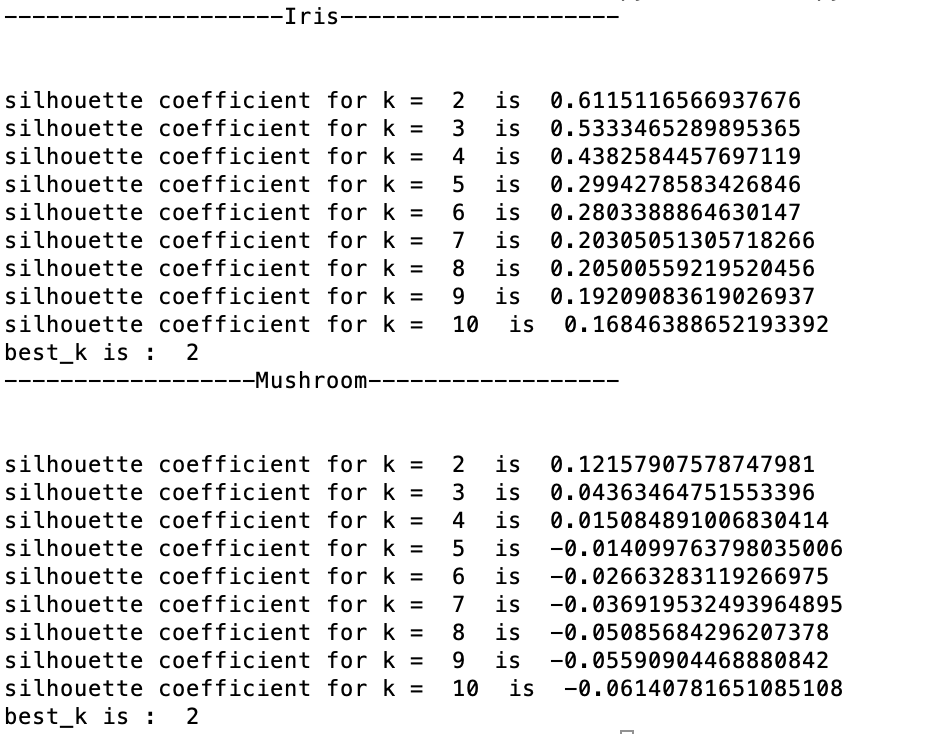 -------------------Iris-------------------
silhouette coefficient for k =  2  is  0.6115116566937676
silhouette coefficient for k =  3  is  0.5333465289895365
silhouette coefficient for k =  4  is  0.4382584457697119
silhouette coefficient for k =  5  is  0.2994278583426846
silhouette coefficient for k =  6  is  0.2803388864630147
silhouette coefficient for k =  7  is  0.20305051305718266
silhouette coefficient for k =  8  is  0.20500559219520456
silhouette coefficient for k =  9  is  0.19209083619026937
silhouette coefficient for k =  10  is  0.16846388652193392
best_k is :  2
-----------------Mushroom-----------------
silhouette coefficient for k =  2  is  0.12157907578747981
silhouette coefficient for k =  3  is  0.04363464751553396
silhouette coefficient for k =  4  is  0.015084891006830414
silhouette coefficient for k =  5  is  -0.014099763798035006
silhouette coefficient for k =  6  is  -0.02663283119266975
silhouette coefficient for k =  7  is  -0.036919532493964895
silhouette coefficient for k =  8  is  -0.05085684296207378
silhouette coefficient for k =  9  is  -0.05590904468880842
silhouette coefficient for k =  10  is  -0.06140781651085108
best_k is :  2